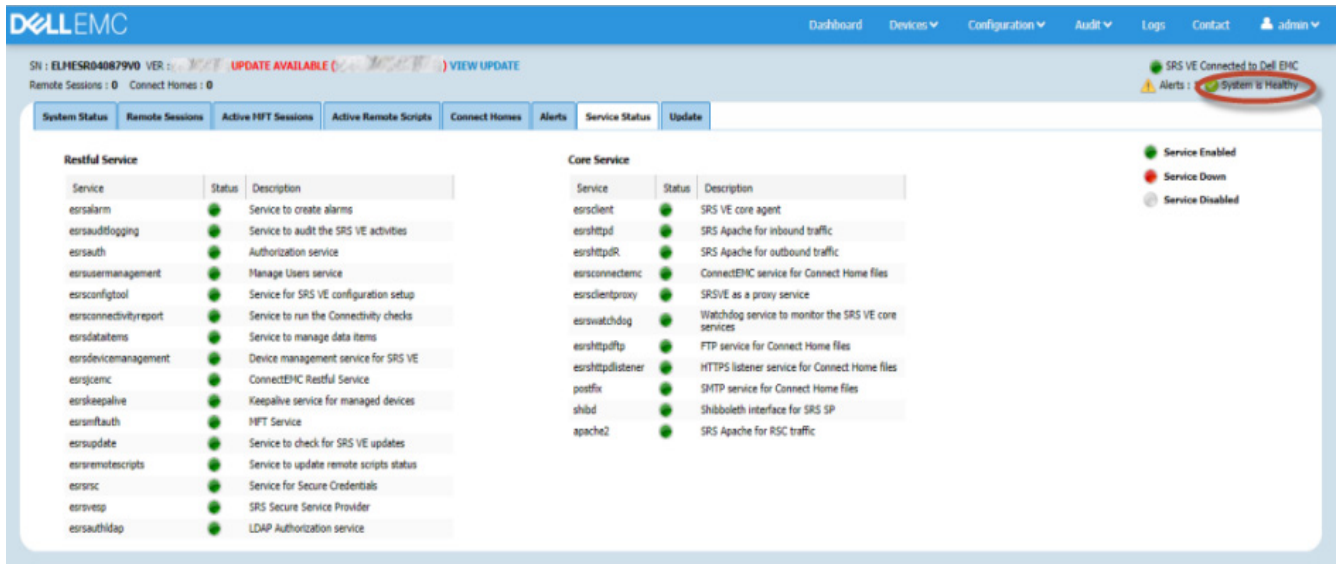 DELLEMC
Dashboard Devices Configuration Audit Logs Contact admin
SN : ELMESR040879V0 VER : UPDATE AVAILABLE ( ) VIEW UPDATE
SRS VE Connected to Dell EMC
Remote Sessions : 0 Connect Homes : 0
Alerts : System is Healthy
System Status Remote Sessions Active MFT Sessions Active Remote Scripts Connect Homes Alerts Service Status Update
Restful Service
Service Status Description
esrsalarm Service to create alarms
esrsauditlogging Service to audit the SRS VE activities
esrsauth Authorization service
esrsusermanagement Manage Users service
esrsconfigtool Service for SRS VE configuration setup
esrsconnectivityreport Service to run the Connectivity checks
esrsdataitems Service to manage data items
esrsdevicemanagement Device management service for SRS VE
esrsjcemc ConnectEMC Restful Service
esrskeepalive Keepalive service for managed devices
esrsmftauth MFT Service
esrsupdate Service to check for SRS VE updates
esrsremotescripts Service to update remote scripts status
esrsrsc Service for Secure Credentials
esrsvesp SRS Secure Service Provider
esrsauthldap LDAP Authorization service
Core Service
Service Status Description
esrsclient SRS VE core agent
esrshttpd SRS Apache for inbound traffic
esrshttpdR SRS Apache for outbound traffic
esrsconnectemc ConnectEMC service for Connect Home files
esrsclientproxy SRSVE as a proxy service
esrswatchdog Watchdog service to monitor the SRS VE core
services
esrshttpdftp FTP service for Connect Home files
esrshttpdlistener HTTPS listener service for Connect Home files
postfix SMTP service for Connect Home files
shibd Shibboleth interface for SRS SP
apache2 SRS Apache for RSC traffic
Service Enabled
Service Down
Service Disabled